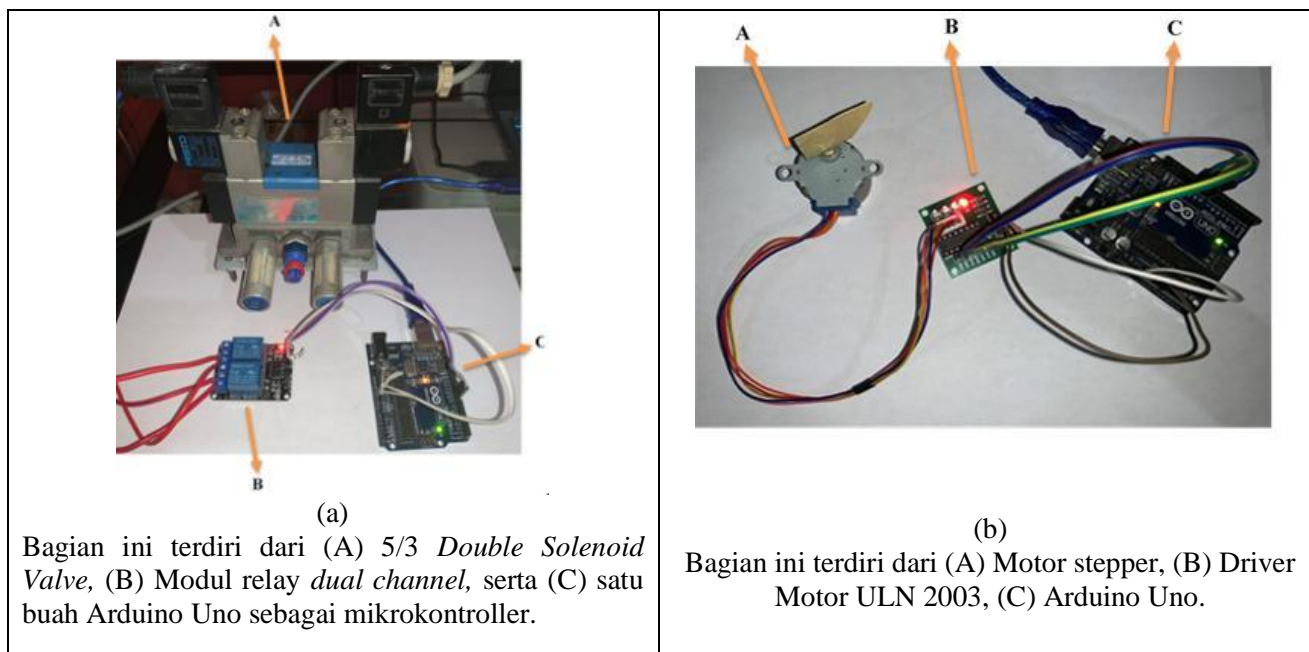 A
C
B
(a)
Bagian ini terdiri dari (A) 5/3 Double Solenoid
Valve, (B) Modul relay dual channel, serta (C) satu
buah Arduino Uno sebagai mikrokontroller.
A
B
C
UNO
(b)
Bagian ini terdiri dari (A) Motor stepper, (B) Driver
Motor ULN 2003, (C) Arduino Uno.